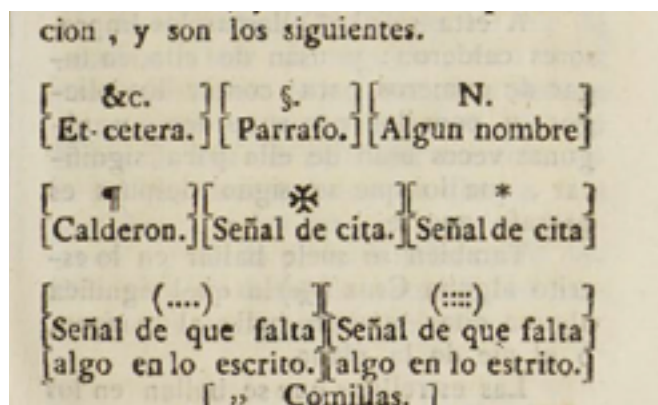 cion, y son los siguientes.
[ &c. ] [ §. ] [ N. ]
[Et-cetera.] [Parrafo.] [Algun nombre]
[ ¶ ] [ ✠ ] [ * ]
[Calderon.] [Señal de cita.] [Señal de cita]
[ (....) ] [ (::::) ]
[Señal de que falta] [Señal de que falta]
[algo en lo escrito.] [algo en lo estrito.]
[ ,, Comillas. ]